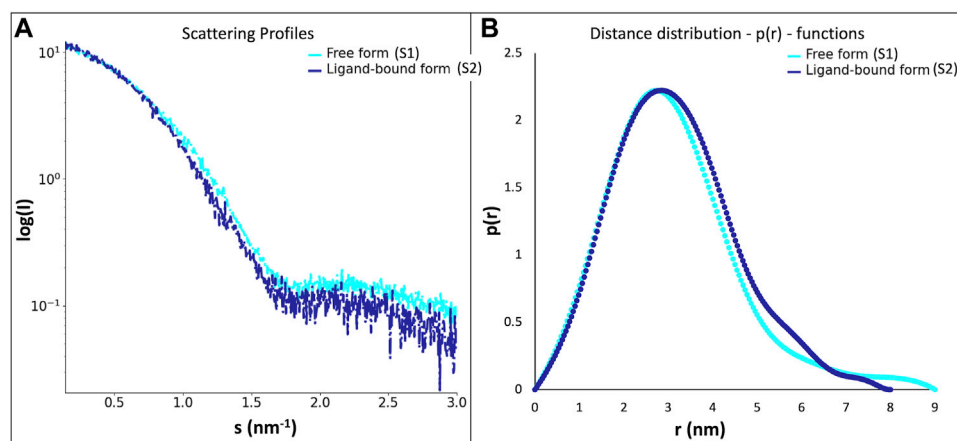 A
Scattering Profiles
Free form (S1)
Ligand-bound form (S2)
10¹
10⁰
10⁻¹
log(I)
0.5
1.0
1.5
2.0
2.5
3.0
s (nm⁻¹)
B
Distance distribution - p(r) - functions
Free form (S1)
Ligand-bound form (S2)
2.5
2
1.5
1
0.5
0
p(r)
0 1 2 3 4 5 6 7 8 9
r (nm)